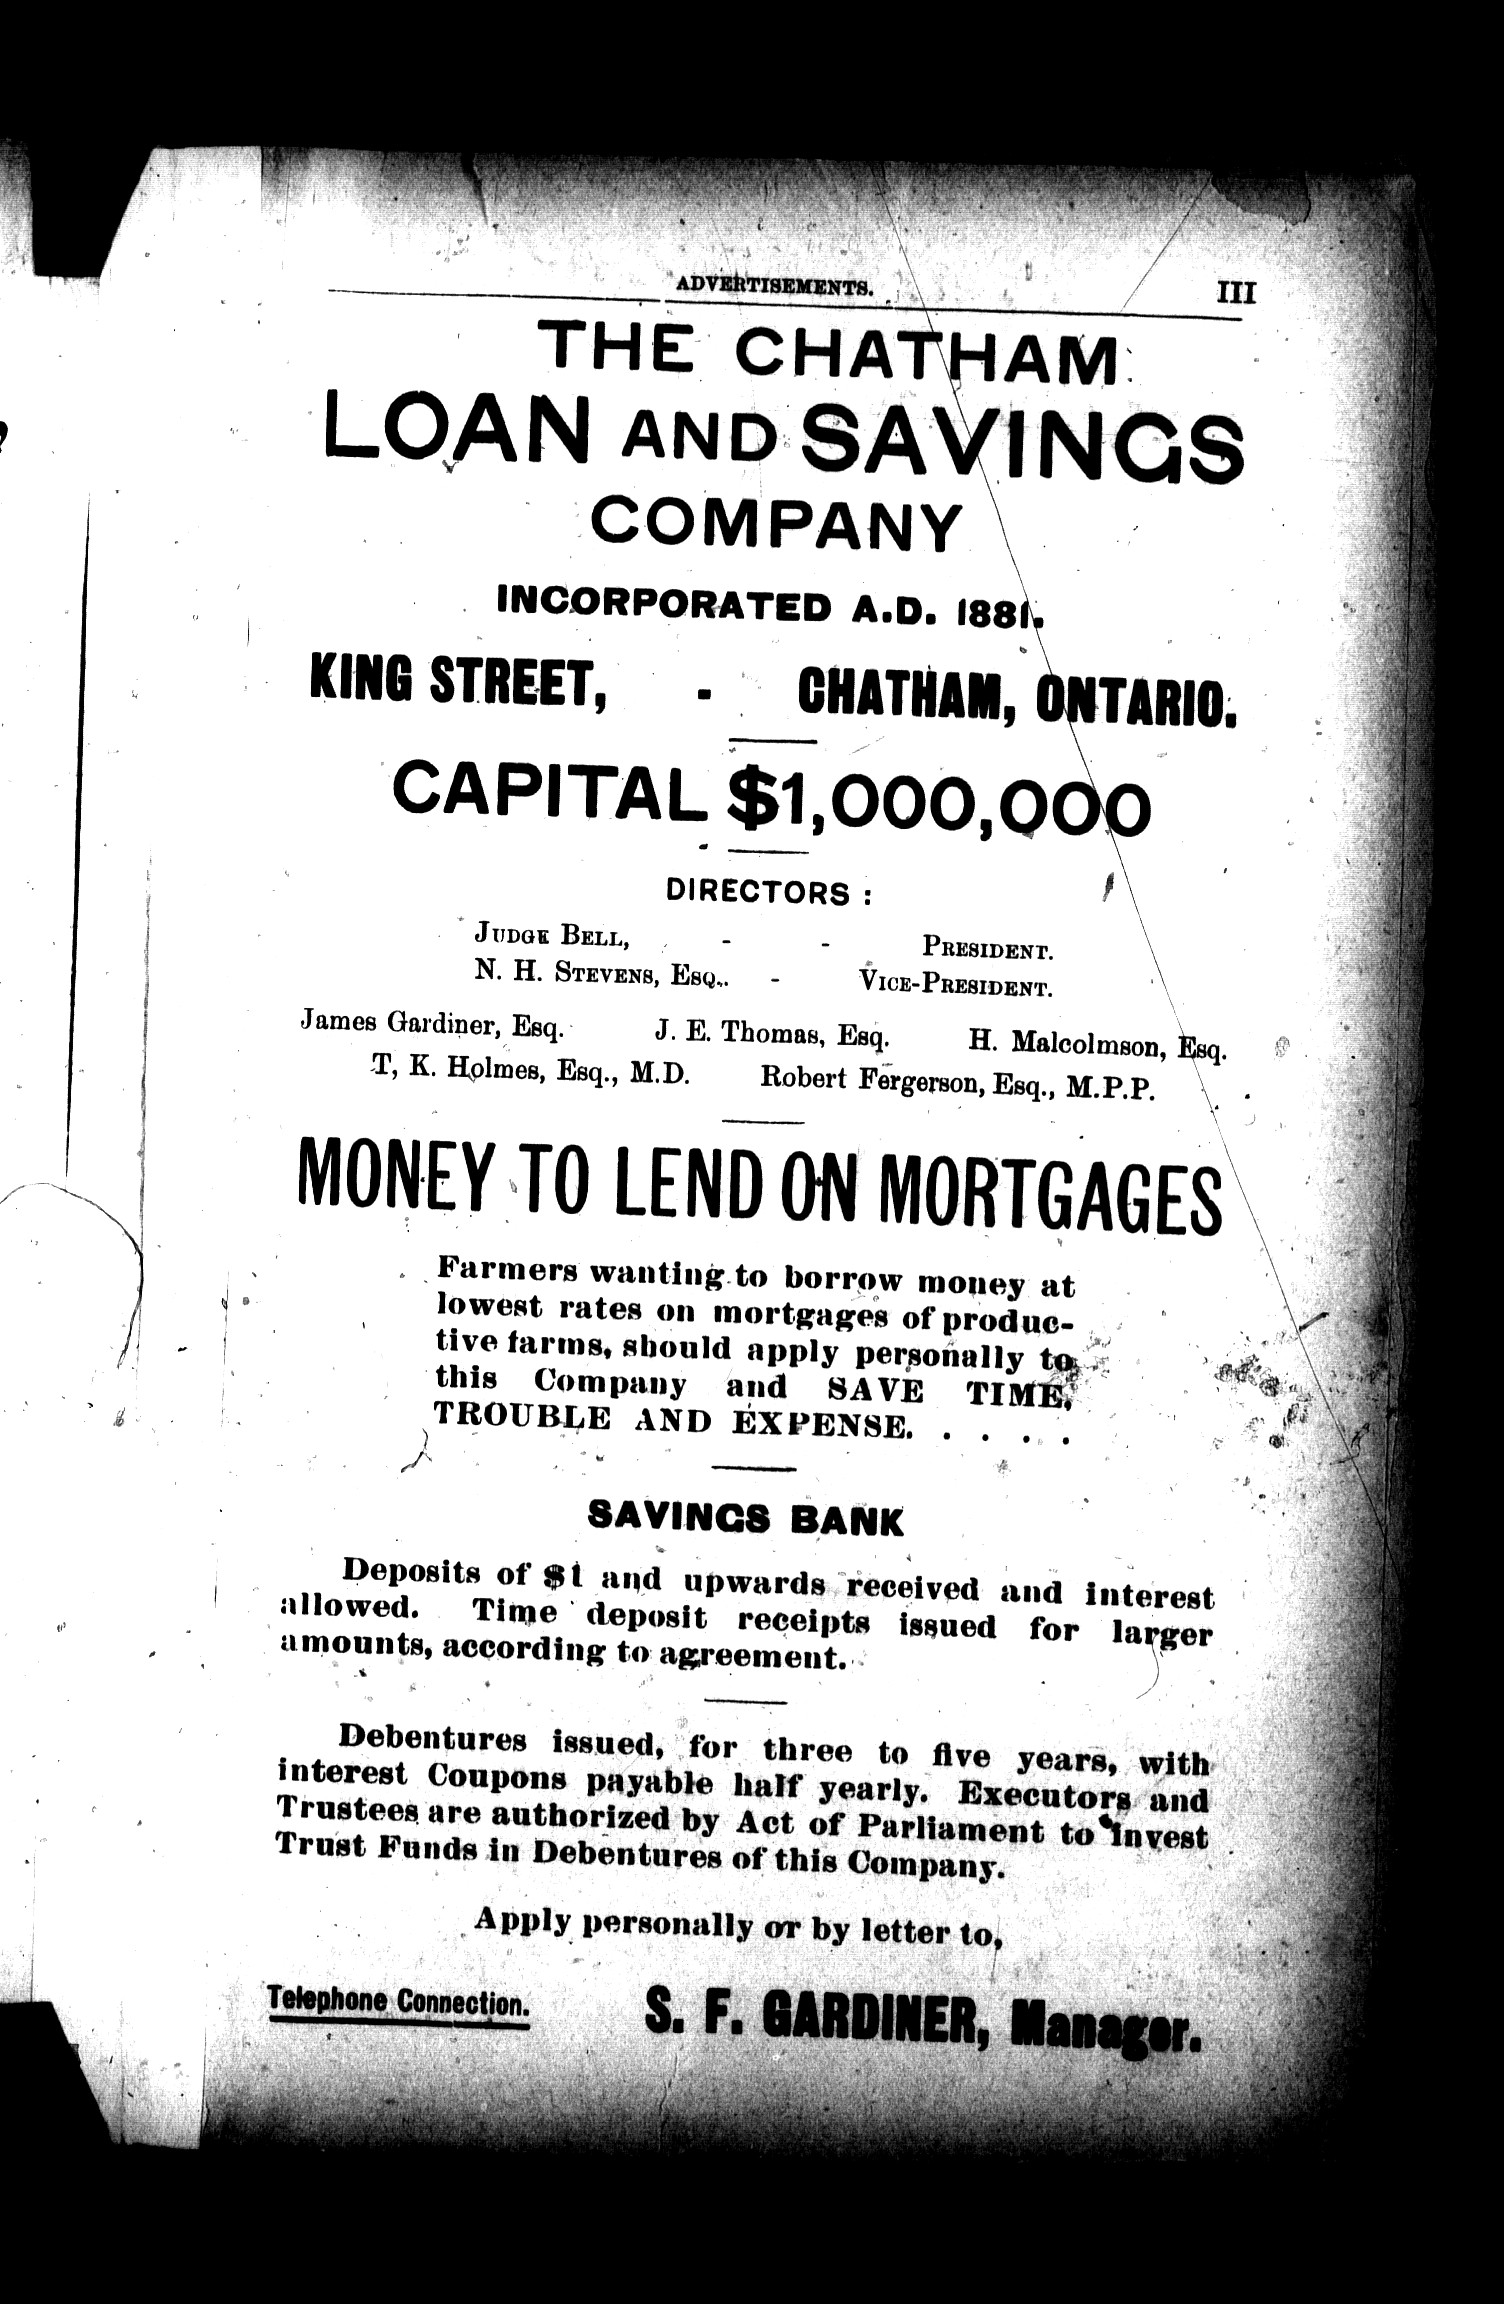 ADVERTISEMENTS. III
THE CHATHAM
LOAN AND SAVINGS
COMPANY
INCORPORATED A.D. 1881.
KING STREET, - CHATHAM, ONTARIO.
CAPITAL $1,000,000
DIRECTORS :
JUDGE BELL, - - PRESIDENT.
N. H. STEVENS, ESQ.. - VICE-PRESIDENT.
James Gardiner, Esq. J. E. Thomas, Esq. H. Malcolmson, Esq.
T, K. Holmes, Esq., M.D. Robert Fergerson, Esq., M.P.P.
MONEY TO LEND ON MORTGAGES
Farmers wanting to borrow money at
lowest rates on mortgages of produc-
tive farms, should apply personally to
this Company and SAVE TIME,
TROUBLE AND EXPENSE. . . . .
SAVINGS BANK
Deposits of $1 and upwards received and interest
allowed. Time deposit receipts issued for larger
amounts, according to agreement.
Debentures issued, for three to five years, with
interest Coupons payable half yearly. Executors and
Trustees are authorized by Act of Parliament to invest
Trust Funds in Debentures of this Company.
Apply personally or by letter to,
Telephone Connection. S. F. GARDINER, Manager.